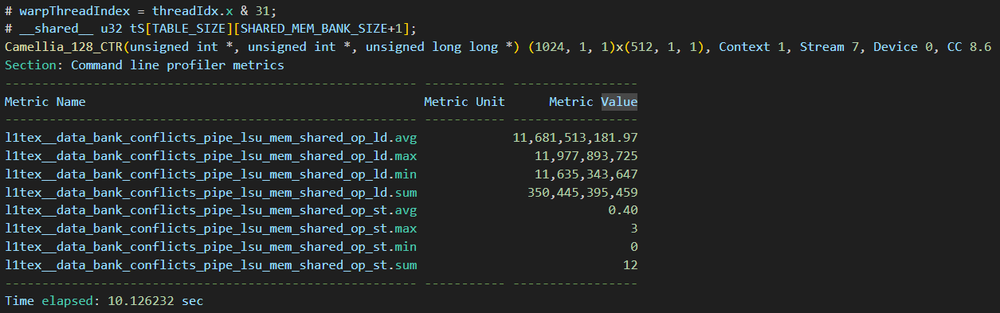 # warpThreadIndex = threadIdx.x & 31;
# __shared__ u32 tS[TABLE_SIZE][SHARED_MEM_BANK_SIZE+1];
Camellia_128_CTR(unsigned int *, unsigned int *, unsigned long long *) (1024, 1, 1)x(512, 1, 1), Context 1, Stream 7, Device 0, CC 8.6
Section: Command line profiler metrics
---------------------------------------------------- ----------- ----------------
Metric Name Metric Unit Metric Value
---------------------------------------------------- ----------- ----------------
l1tex__data_bank_conflicts_pipe_lsu_mem_shared_op_ld.avg 11,681,513,181.97
l1tex__data_bank_conflicts_pipe_lsu_mem_shared_op_ld.max 11,977,893,725
l1tex__data_bank_conflicts_pipe_lsu_mem_shared_op_ld.min 11,635,343,647
l1tex__data_bank_conflicts_pipe_lsu_mem_shared_op_ld.sum 350,445,395,459
l1tex__data_bank_conflicts_pipe_lsu_mem_shared_op_st.avg 0.40
l1tex__data_bank_conflicts_pipe_lsu_mem_shared_op_st.max 3
l1tex__data_bank_conflicts_pipe_lsu_mem_shared_op_st.min 0
l1tex__data_bank_conflicts_pipe_lsu_mem_shared_op_st.sum 12
---------------------------------------------------- ----------- ----------------
Time elapsed: 10.126232 sec